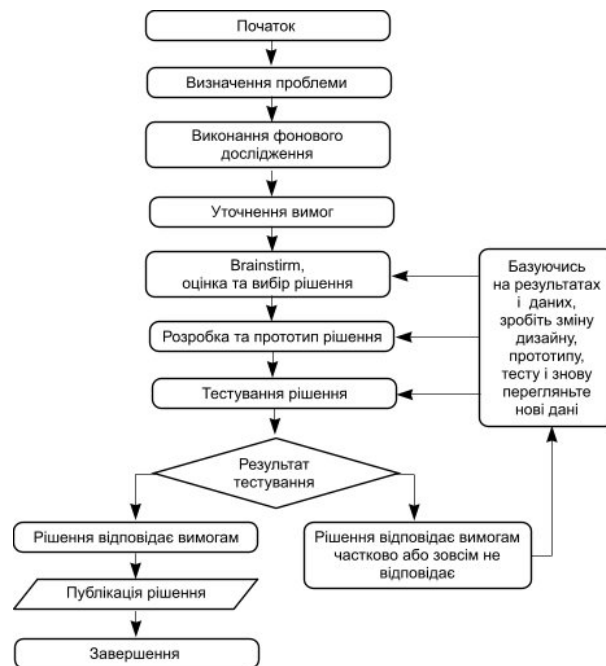 Початок
Визначення проблеми
Виконання фонового
дослідження
Уточнення вимог
Brainstirm,
оцінка та вибір рішення
Розробка та прототип рішення
Тестування рішення
Базуючись
на результатах
і даних,
зробіть зміну
дизайну,
прототипу,
тесту і знову
перегляньте
нові дані
Результат
тестування
Рішення відповідає вимогам
Рішення відповідає вимогам
частково або зовсім не
відповідає
Публікація рішення
Завершення